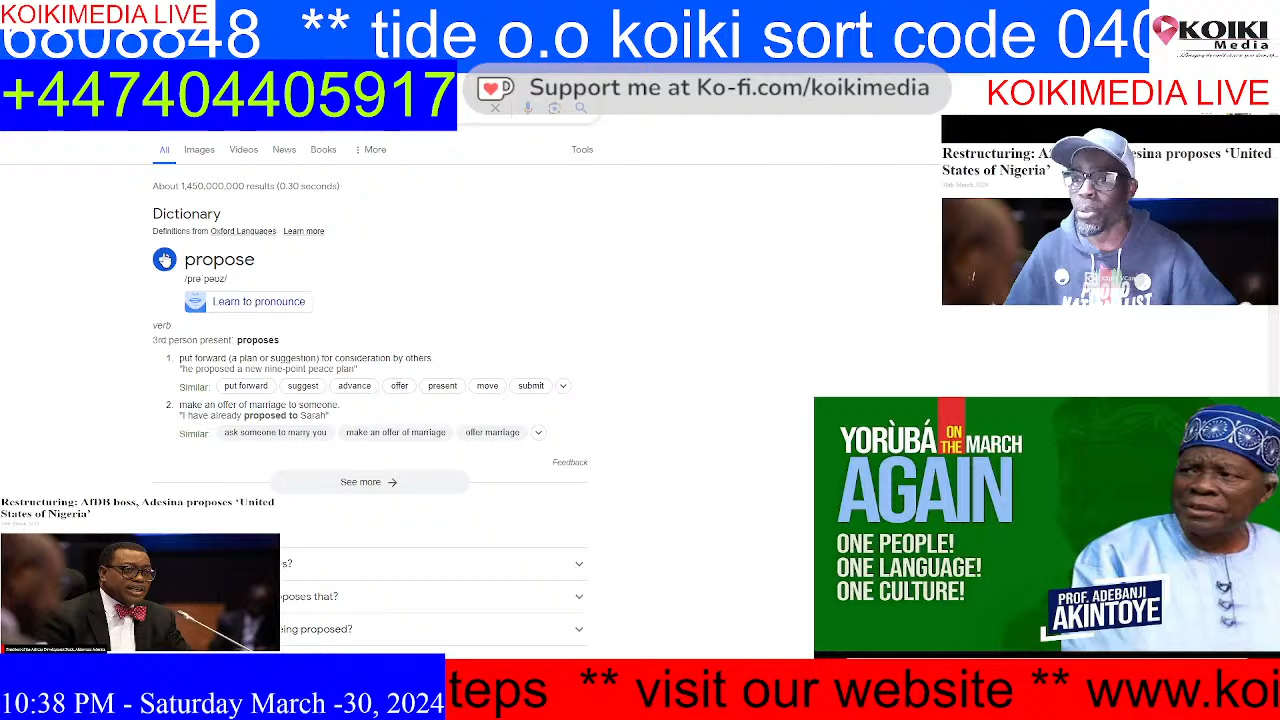 KOIKIMEDIA LIVE
6808848 ** tide o.o koiki sort code 040
KOIKI
Media
+447404405917
Support me at Ko-fi.com/koikimedia
KOIKIMEDIA LIVE
All Images Videos News Books More Tools
About 1,450,000,000 results (0.30 seconds)
Dictionary
Definitions from Oxford Languages Learn more
propose
/prəˈpəʊz/
Learn to pronounce
verb
3rd person present: proposes
1. put forward (a plan or suggestion) for consideration by others.
"he proposed a new nine-point peace plan"
Similar: put forward suggest advance offer present move submit
2. make an offer of marriage to someone.
"I have already proposed to Sarah"
Similar: ask someone to marry you make an offer of marriage offer marriage
Feedback
See more →
Restructuring: AfDB boss, Adesina proposes ‘United
States of Nigeria’
s?
poses that?
eing proposed?
Restructuring: esina proposes ‘United
States of Nigeria’
30th March 2024
YORÙBÁ ON THE MARCH
AGAIN
ONE PEOPLE!
ONE LANGUAGE!
ONE CULTURE!
PROF. ADEBANJI
AKINTOYE
10:38 PM - Saturday March -30, 2024
teps ** visit our website ** www.koi